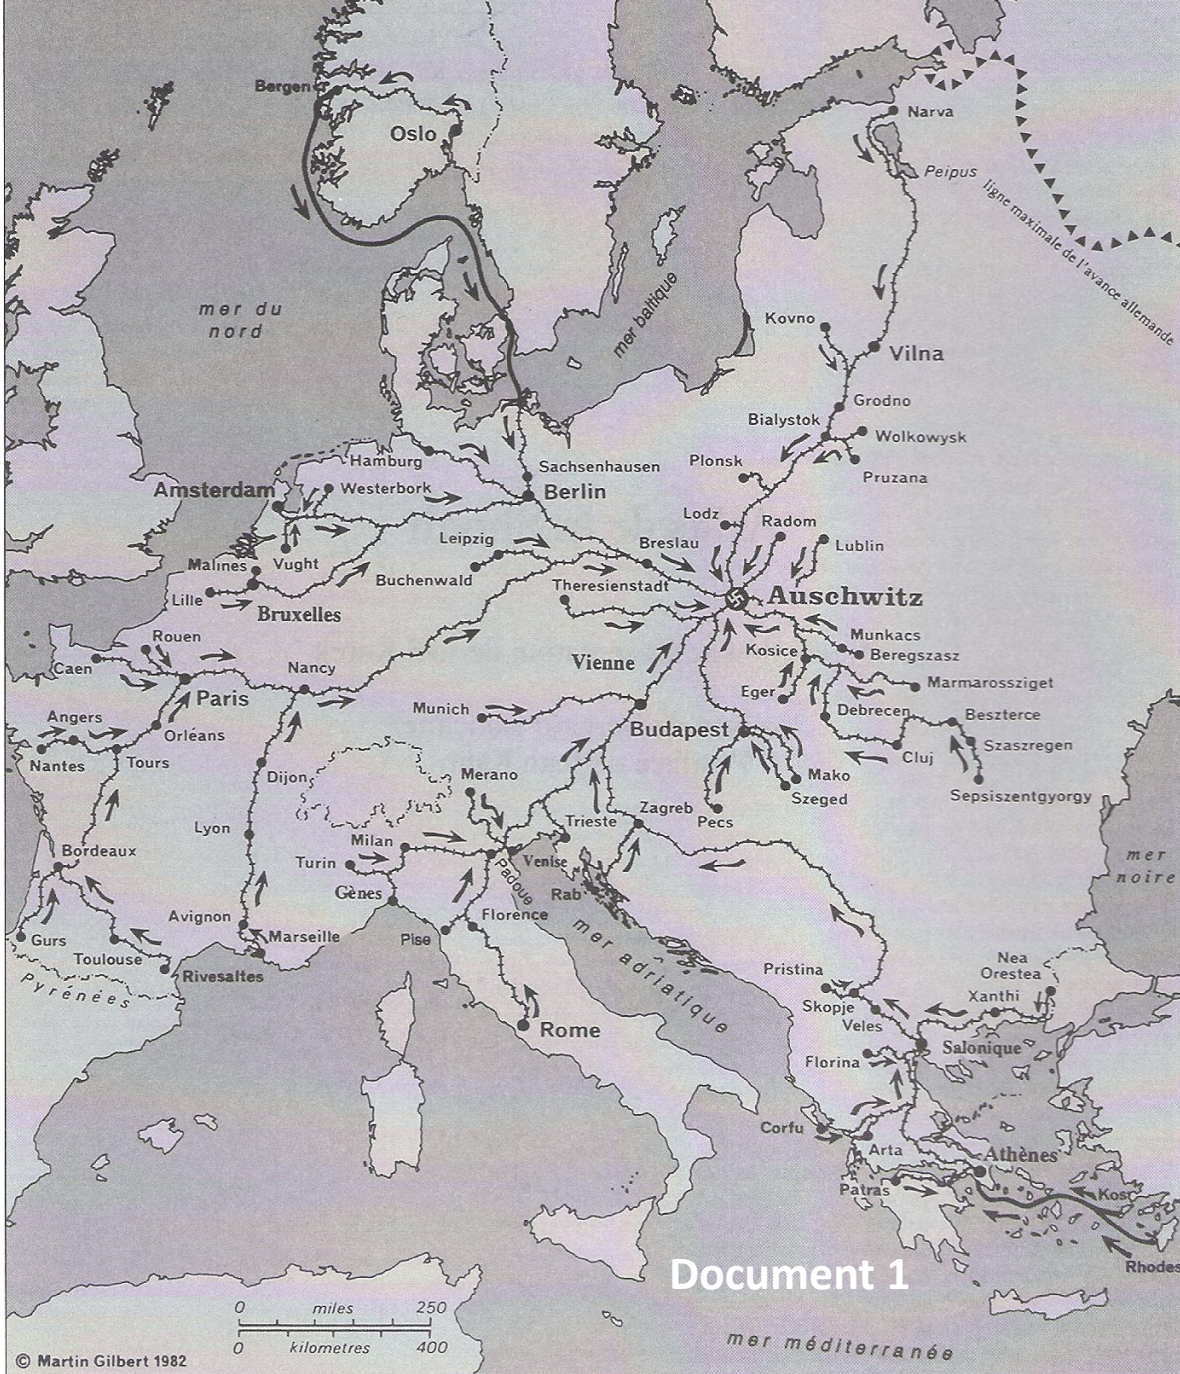 Bergen
Oslo
Narva
Peipus
ligne maximale de l'avance allemande
mer du
nord
mer baltique
Kovno
Vilna
Grodno
Bialystok
Wolkowysk
Pruzana
Plonsk
Hamburg
Sachsenhausen
Westerbork
Amsterdam
Berlin
Lodz
Radom
Leipzig
Breslau
Lublin
Malines
Vught
Buchenwald
Theresienstadt
Auschwitz
Lille
Bruxelles
Rouen
Munkacs
Caen
Nancy
Vienne
Kosice
Beregszasz
Paris
Marmarossziget
Munich
Eger
Debrecen
Beszterce
Angers
Orléans
Budapest
Szaszregen
Nantes
Tours
Cluj
Dijon
Merano
Mako
Szeged
Sepsiszentgyorgy
Lyon
Zagreb
Pecs
Trieste
Milan
Bordeaux
Turin
Venise
mer
noire
Gènes
Padoue
Rab
Avignon
Florence
Marseille
Pise
Gurs
Toulouse
Rivesaltes
Pyrénées
mer adriatique
Nea
Orestea
Pristina
Xanthi
Skopje
Veles
Rome
Salonique
Florina
Corfu
Arta
Athènes
Patras
Kos
Rhodes
Document 1
0 miles 250
0 kilometres 400
mer méditerranée
© Martin Gilbert 1982